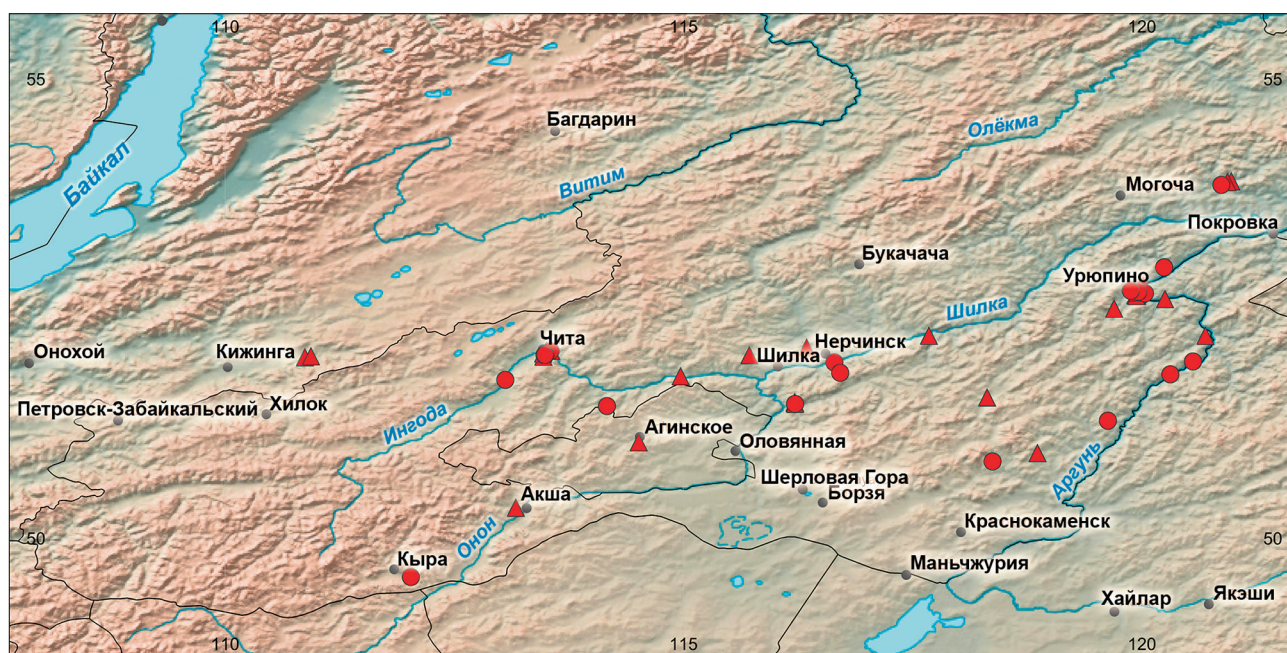 110
115
120
55
55
Багдарин
Олёкма
Байкал
Витим
Могоча
Покровка
Букачача
Урюпино
Шилка
Онохой
Кижинга
Чита
Шилка
Нерчинск
Петровск-Забайкальский
Хилок
Ингода
Агинское
Оловянная
Шерловая Гора
Борзя
Аргунь
Акша
Краснокаменск
50
50
Онон
Кыра
Маньчжурия
Хайлар
Якэши
110
115
120